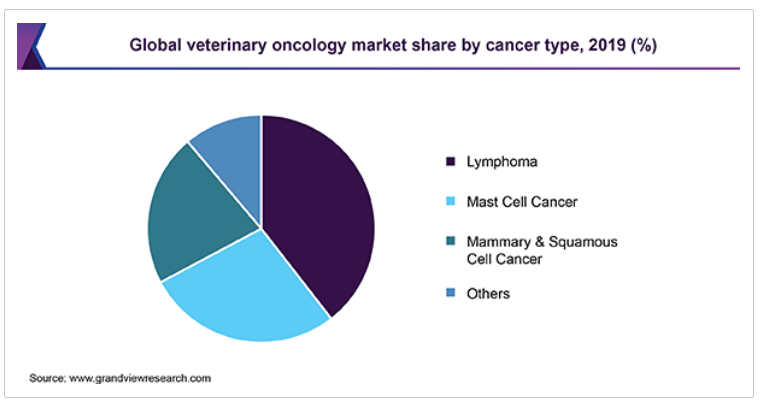 Global veterinary oncology market share by cancer type, 2019 (%)
Lymphoma
Mast Cell Cancer
Mammary & Squamous
Cell Cancer
Others
Source: www.grandviewresearch.com